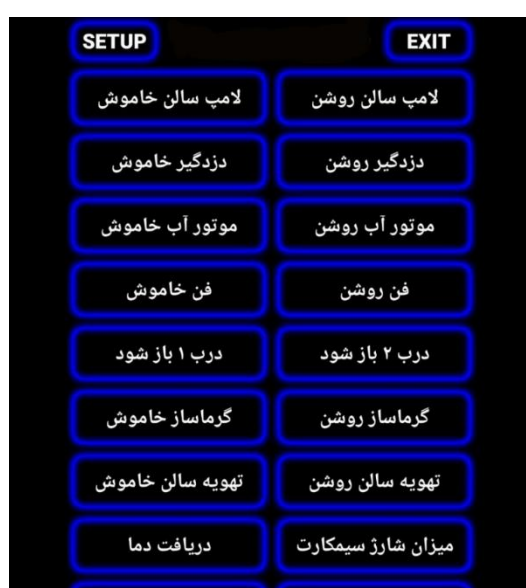 SETUP
EXIT
لامپ سالن روشن
لامپ سالن خاموش
دزدگیر روشن
دزدگیر خاموش
موتور آب روشن
موتور آب خاموش
فن روشن
فن خاموش
درب ۲ باز شود
درب ۱ باز شود
گرماساز روشن
گرماساز خاموش
تهویه سالن روشن
تهویه سالن خاموش
میزان شارژ سیمکارت
دریافت دما